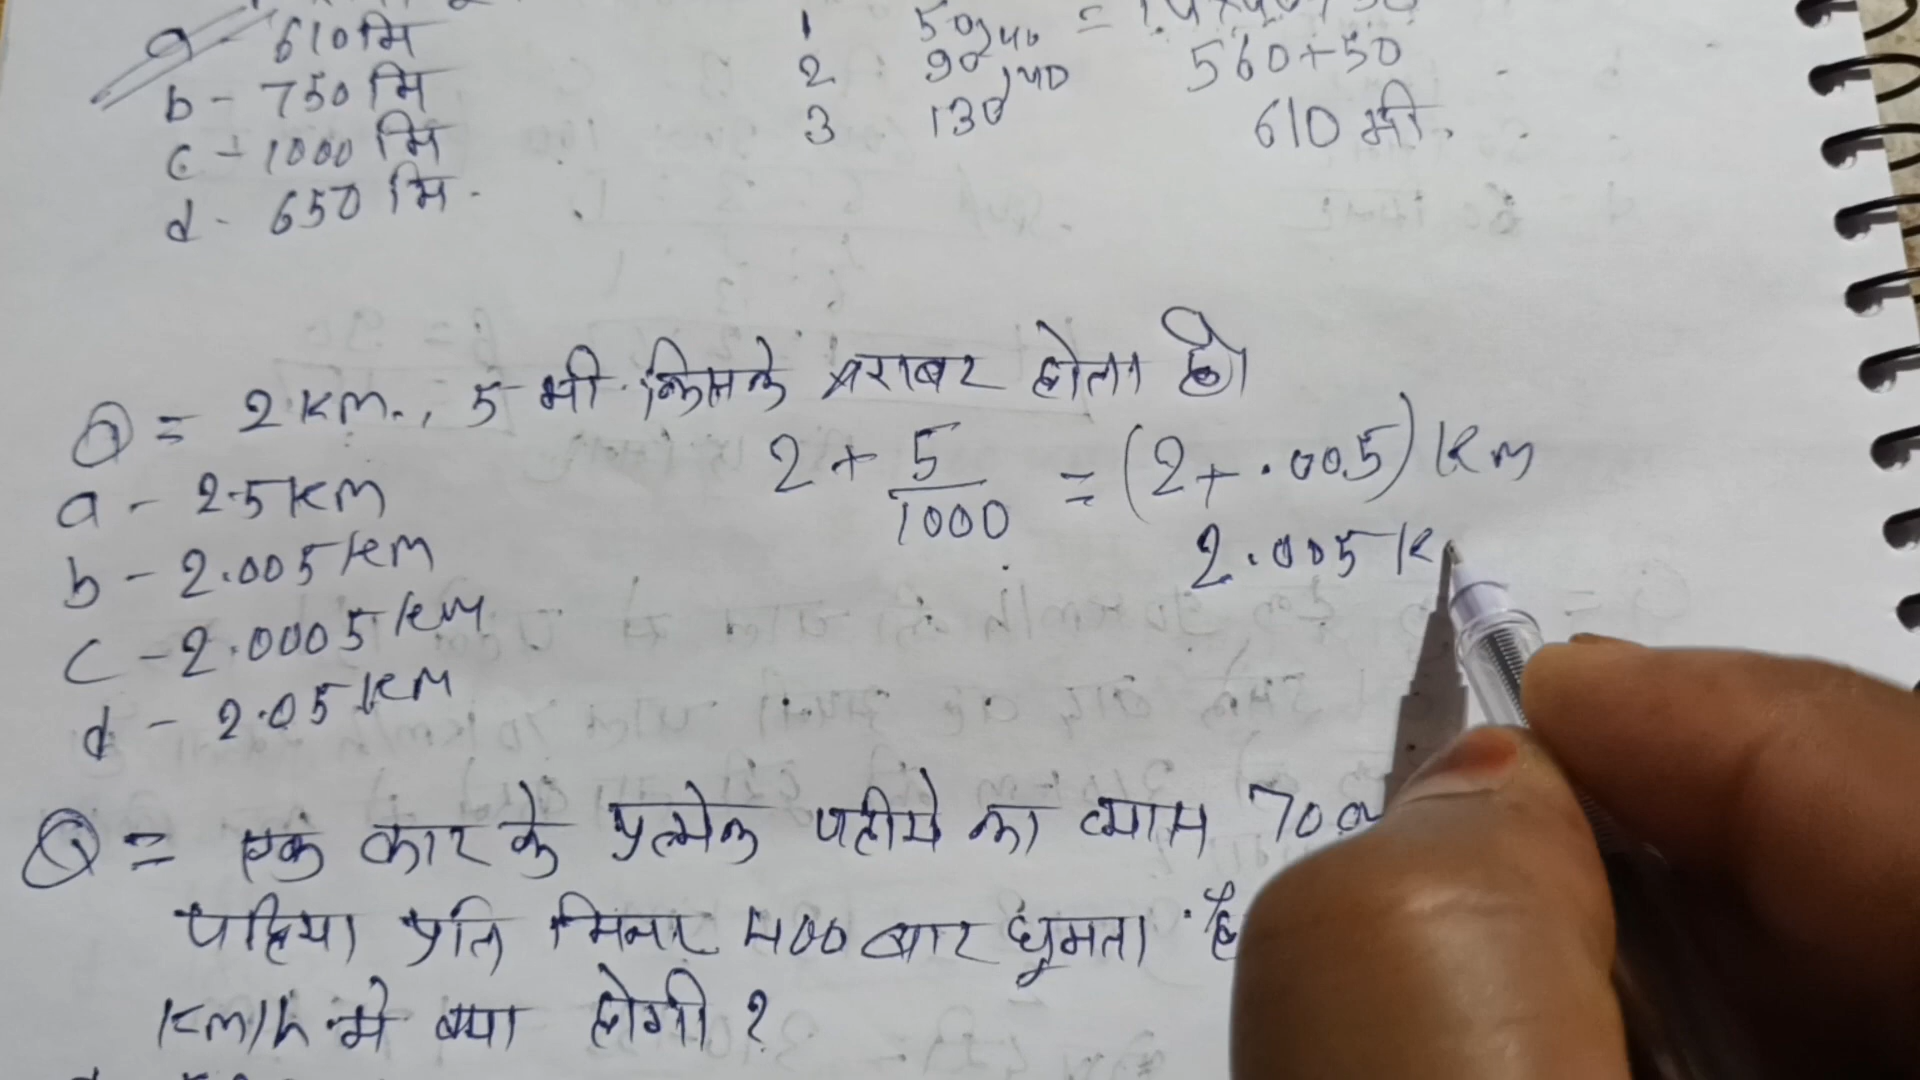 a - 610 मि
b - 750 मि
c - 1000 मि
d - 650 मि.
1 50
2 90
3 130
560+50
610 मी.
Q = 2 KM., 5 मी. किसके बराबर होता है।
a - 2.5 KM
b - 2.005 KM
c - 2.0005 KM
d - 2.05 KM
2 + 5/1000 = (2 + .005) Km
2.005 K
Q = एक कार के प्रत्येक पहीये का व्यास 70
पहिया प्रति मिनट 400 बार घूमता है
KM/h मे क्या होगी ?